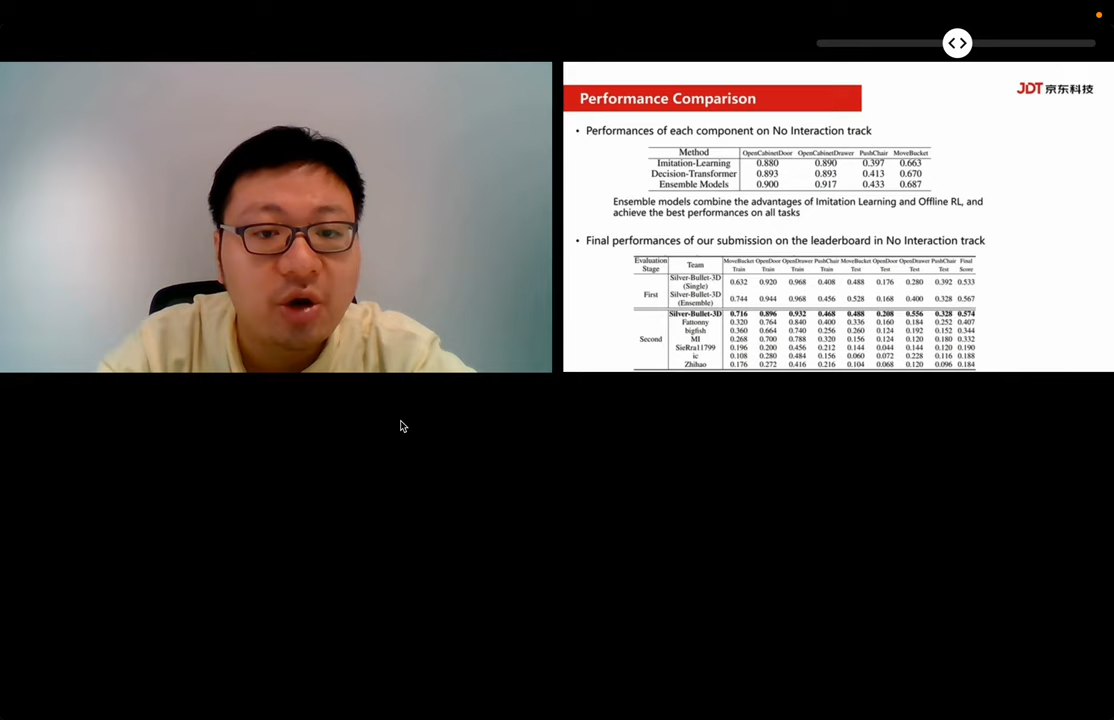 Performance Comparison
JDT 京东科技
• Performances of each component on No Interaction track
Method OpenCabinetDoor OpenCabinetDrawer PushChair MoveBucket
Imitation-Learning 0.880 0.890 0.397 0.663
Decision-Transformer 0.893 0.893 0.413 0.670
Ensemble Models 0.900 0.917 0.433 0.687
Ensemble models combine the advantages of Imitation Learning and Offline RL, and
achieve the best performances on all tasks
• Final performances of our submission on the leaderboard in No Interaction track
Evaluation Stage Team MoveBucket Train OpenDoor Train OpenDrawer Train PushChair Train MoveBucket Test OpenDoor Test OpenDrawer Test PushChair Test Final Score
First Silver-Bullet-3D (Single) 0.632 0.920 0.968 0.408 0.488 0.176 0.280 0.392 0.533
Silver-Bullet-3D (Ensemble) 0.744 0.944 0.968 0.456 0.528 0.168 0.400 0.328 0.567
Second Silver-Bullet-3D 0.716 0.896 0.932 0.468 0.488 0.208 0.556 0.328 0.574
Fattonny 0.320 0.764 0.840 0.400 0.336 0.160 0.184 0.252 0.407
bigfish 0.360 0.664 0.740 0.256 0.260 0.124 0.192 0.152 0.344
MI 0.268 0.700 0.788 0.320 0.156 0.124 0.120 0.180 0.332
SieRra11799 0.196 0.200 0.456 0.212 0.144 0.044 0.144 0.120 0.190
ic 0.108 0.280 0.484 0.156 0.060 0.072 0.228 0.116 0.188
Zhihao 0.176 0.272 0.416 0.216 0.104 0.068 0.120 0.096 0.184